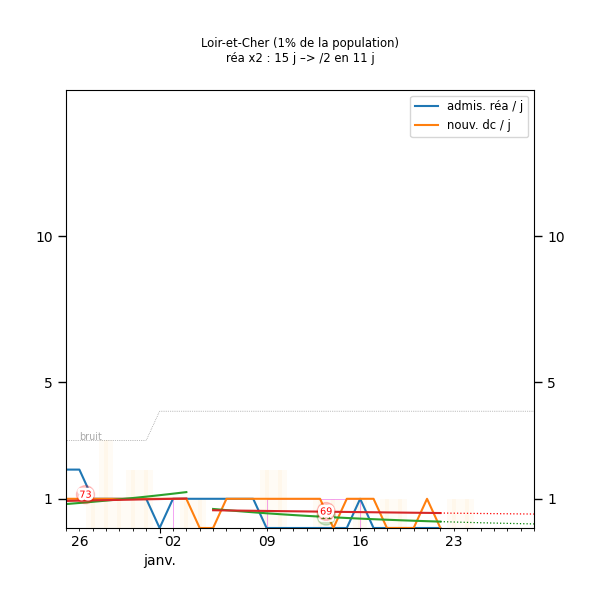 Loir-et-Cher (1% de la population)
réa x2 : 15 j –> /2 en 11 j
admis. réa / j
nouv. dc / j
10 10
5 5
bruit
73
69
1 1
26 02 09 16 23
janv.